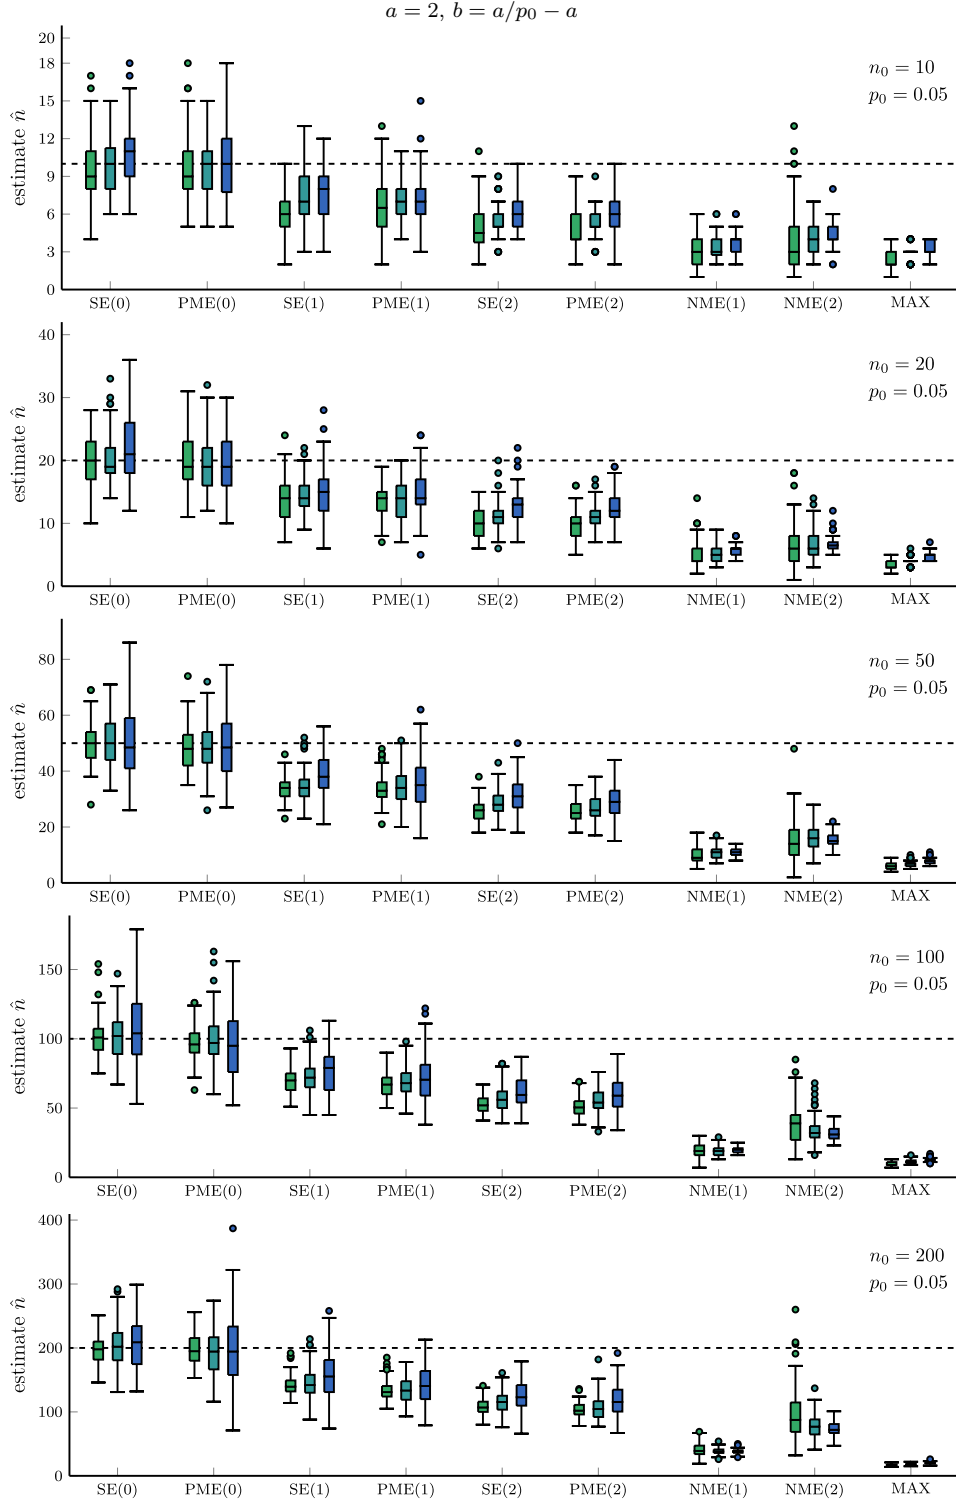 a = 2, b = a/p₀ − a
20
18
15
12
9
6
3
0
estimate n̂
n₀ = 10
p₀ = 0.05
SE(0) PME(0) SE(1) PME(1) SE(2) PME(2) NME(1) NME(2) MAX
40
30
20
10
0
estimate n̂
n₀ = 20
p₀ = 0.05
SE(0) PME(0) SE(1) PME(1) SE(2) PME(2) NME(1) NME(2) MAX
80
60
40
20
0
estimate n̂
n₀ = 50
p₀ = 0.05
SE(0) PME(0) SE(1) PME(1) SE(2) PME(2) NME(1) NME(2) MAX
150
100
50
0
estimate n̂
n₀ = 100
p₀ = 0.05
SE(0) PME(0) SE(1) PME(1) SE(2) PME(2) NME(1) NME(2) MAX
400
300
200
100
0
estimate n̂
n₀ = 200
p₀ = 0.05
SE(0) PME(0) SE(1) PME(1) SE(2) PME(2) NME(1) NME(2) MAX